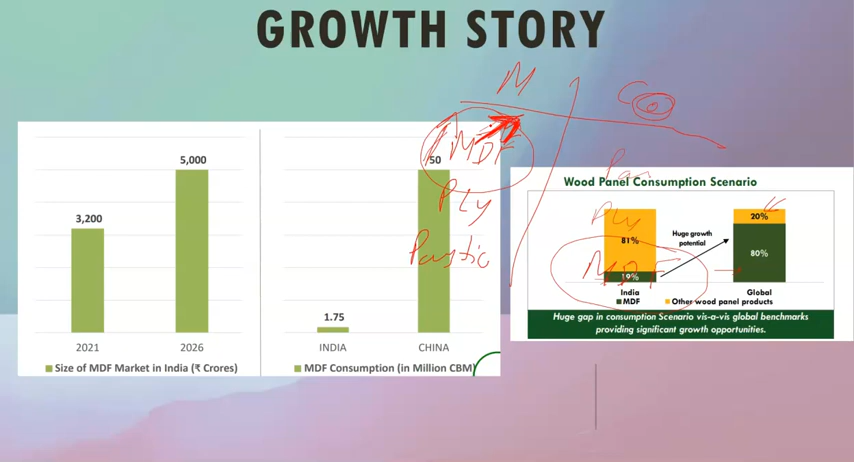 GROWTH STORY
5,000
3,200
2021 2026
Size of MDF Market in India (₹ Crores)
50
1.75
INDIA CHINA
MDF Consumption (in Million CBM)
M
Co
MDF
PLy
Wood Panel Consumption Scenario
Ply
81%
19%
MDF
Huge growth
potential
20%
80%
India Global
MDF Other wood panel products
Huge gap in consumption Scenario vis-a-vis global benchmarks
providing significant growth opportunities.